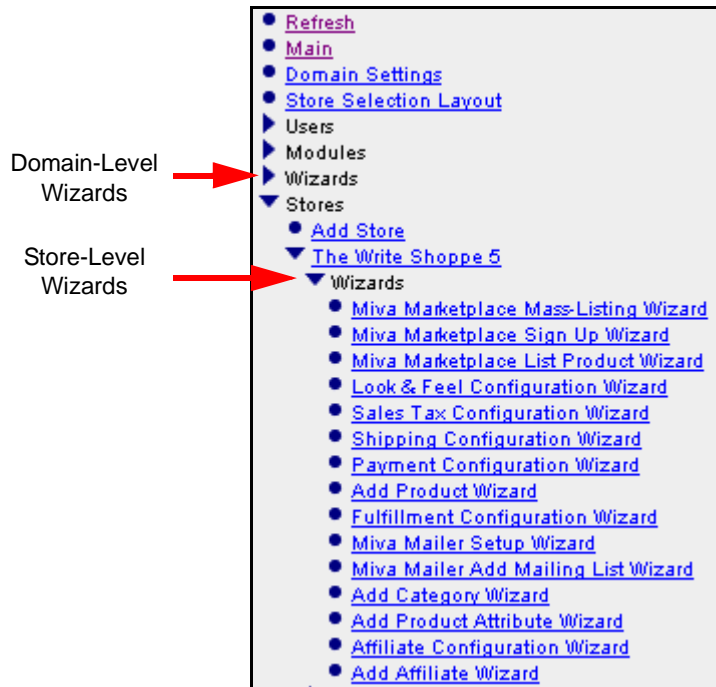 Refresh
Main
Domain Settings
Store Selection Layout
Users
Modules
Domain-Level
Wizards
Wizards
Stores
Add Store
Store-Level
Wizards
The Write Shoppe 5
Wizards
Miva Marketplace Mass-Listing Wizard
Miva Marketplace Sign Up Wizard
Miva Marketplace List Product Wizard
Look & Feel Configuration Wizard
Sales Tax Configuration Wizard
Shipping Configuration Wizard
Payment Configuration Wizard
Add Product Wizard
Fulfillment Configuration Wizard
Miva Mailer Setup Wizard
Miva Mailer Add Mailing List Wizard
Add Category Wizard
Add Product Attribute Wizard
Affiliate Configuration Wizard
Add Affiliate Wizard